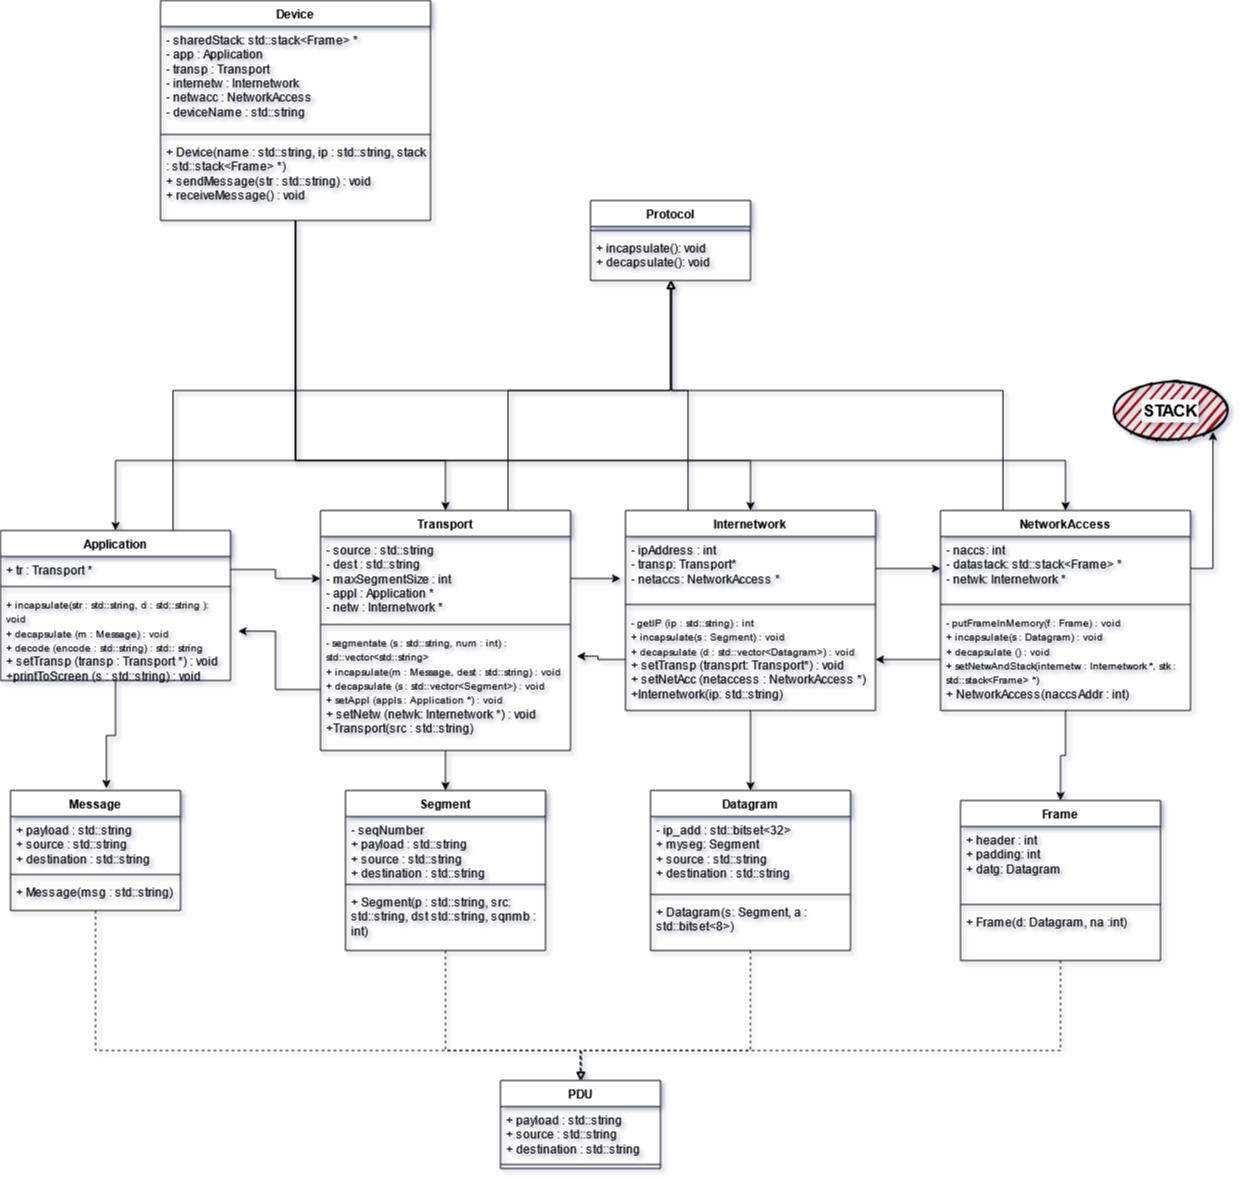 Device
- sharedStack: std::stack<Frame> *
- app : Application
- transp : Transport
- internetw : Internetwork
- netwacc : NetworkAccess
- deviceName : std::string
+ Device(name : std::string, ip : std::string, stack
: std::stack<Frame> *)
+ sendMessage(str : std::string) : void
+ receiveMessage() : void
Protocol
+ incapsulate(): void
+ decapsulate(): void
STACK
Application
+ tr : Transport *
+ incapsulate(str : std::string, d : std::string ):
void
+ decapsulate (m : Message) : void
+ decode (encode : std::string) : std:: string
+ setTransp (transp : Transport *) : void
+printToScreen (s : std::string) : void
Transport
- source : std::string
- dest : std::string
- maxSegmentSize : int
- appl : Application *
- netw : Internetwork *
- segmentate (s : std::string, num : int) :
std::vector<std::string>
+ incapsulate(m : Message, dest : std::string) : void
+ decapsulate (s : std::vector<Segment>) : void
+ setAppl (appls : Application *) : void
+ setNetw (netwk: Internetwork *) : void
+Transport(src : std::string)
Internetwork
- ipAddress : int
- transp: Transport*
- netaccs: NetworkAccess *
- getIP (ip : std::string) : int
+ incapsulate(s : Segment) : void
+ decapsulate (d : std::vector<Datagram>) : void
+ setTransp (transprt: Transport*) : void
+ setNetAcc (netaccess : NetworkAccess *)
+Internetwork(ip: std::string)
NetworkAccess
- naccs: int
- datastack: std::stack<Frame> *
- netwk: Internetwork *
- putFrameInMemory(f : Frame) : void
+ incapsulate(s : Datagram) : void
+ decapsulate () : void
+ setNetwAndStack(internetw : Internetwork *, stk :
std::stack<Frame> *)
+ NetworkAccess(naccsAddr : int)
Message
+ payload : std::string
+ source : std::string
+ destination : std::string
+ Message(msg : std::string)
Segment
- seqNumber
+ payload : std::string
+ source : std::string
+ destination : std::string
+ Segment(p : std::string, src:
std::string, dst std::string, sqnmb :
int)
Datagram
- ip_add : std::bitset<32>
+ myseg: Segment
+ source : std::string
+ destination : std::string
+ Datagram(s: Segment, a :
std::bitset<8>)
Frame
+ header : int
+ padding: int
+ datg: Datagram
+ Frame(d: Datagram, na :int)
PDU
+ payload : std::string
+ source : std::string
+ destination : std::string